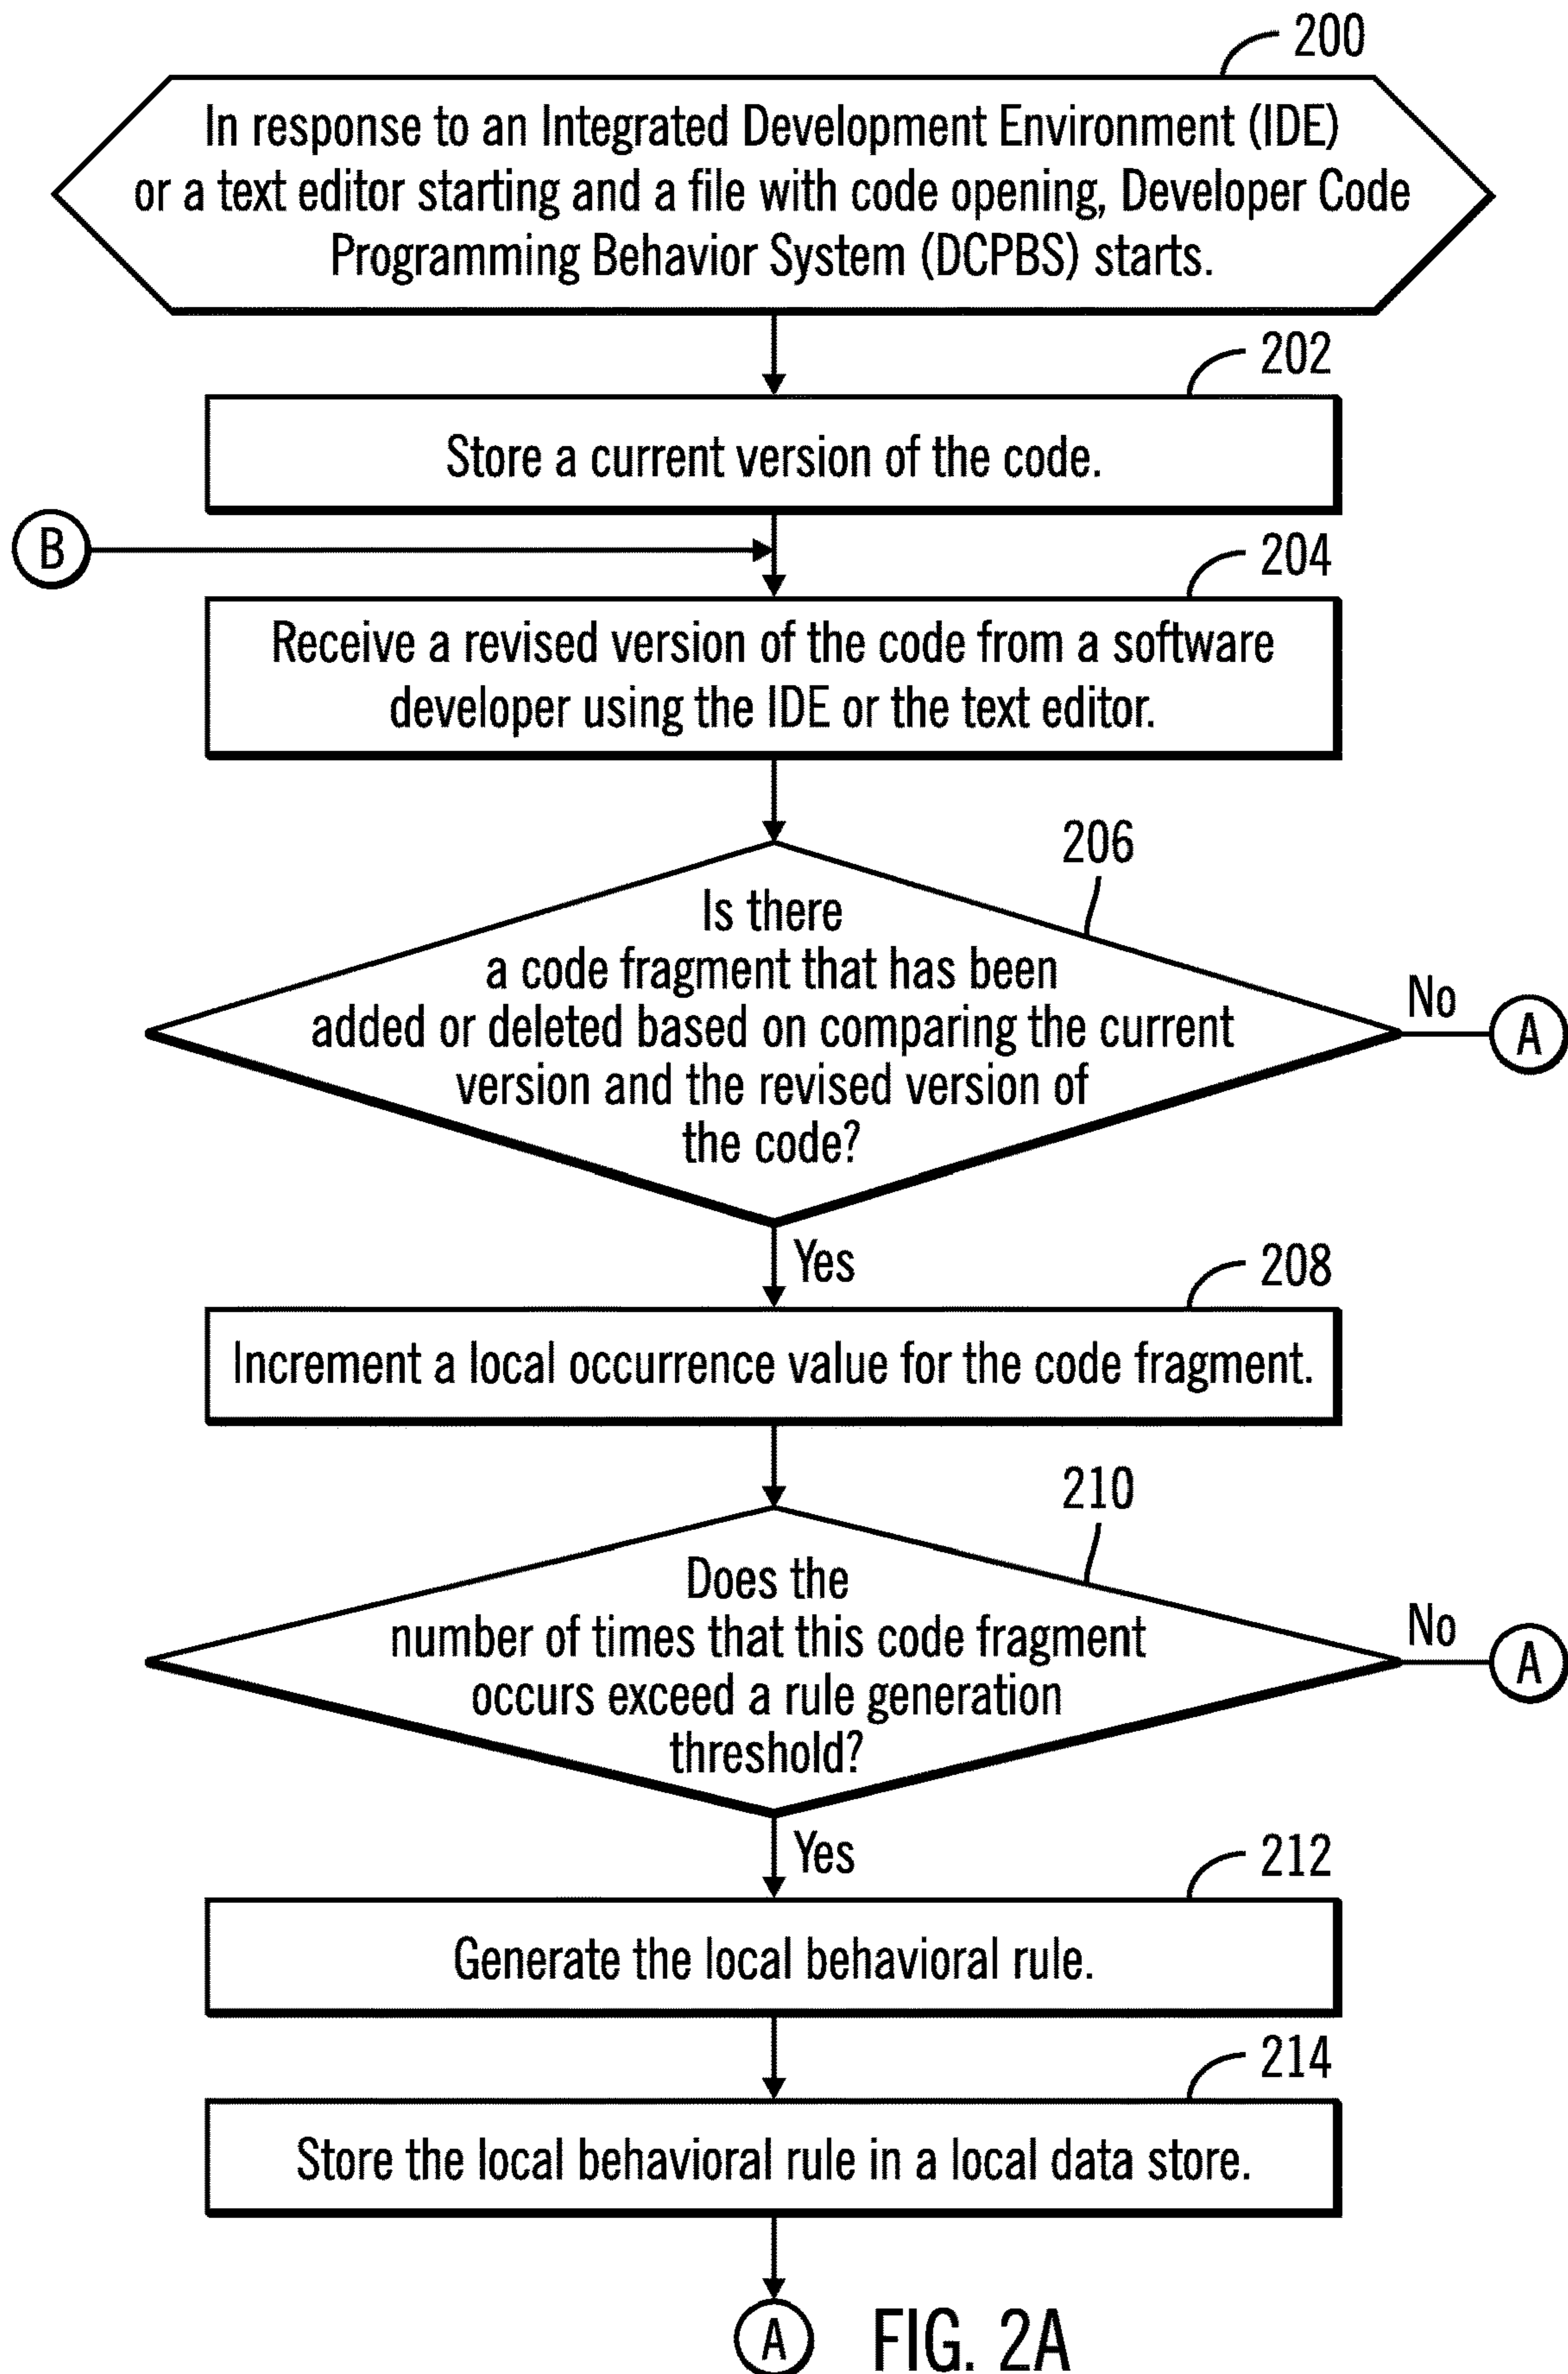 200
In response to an Integrated Development Environment (IDE)
or a text editor starting and a file with code opening, Developer Code
Programming Behavior System (DCPBS) starts.
202
Store a current version of the code.
B
204
Receive a revised version of the code from a software
developer using the IDE or the text editor.
206
Is there
a code fragment that has been
added or deleted based on comparing the current
version and the revised version of
the code?
No
A
Yes
208
Increment a local occurrence value for the code fragment.
210
Does the
number of times that this code fragment
occurs exceed a rule generation
threshold?
No
A
Yes
212
Generate the local behavioral rule.
214
Store the local behavioral rule in a local data store.
A
FIG. 2A